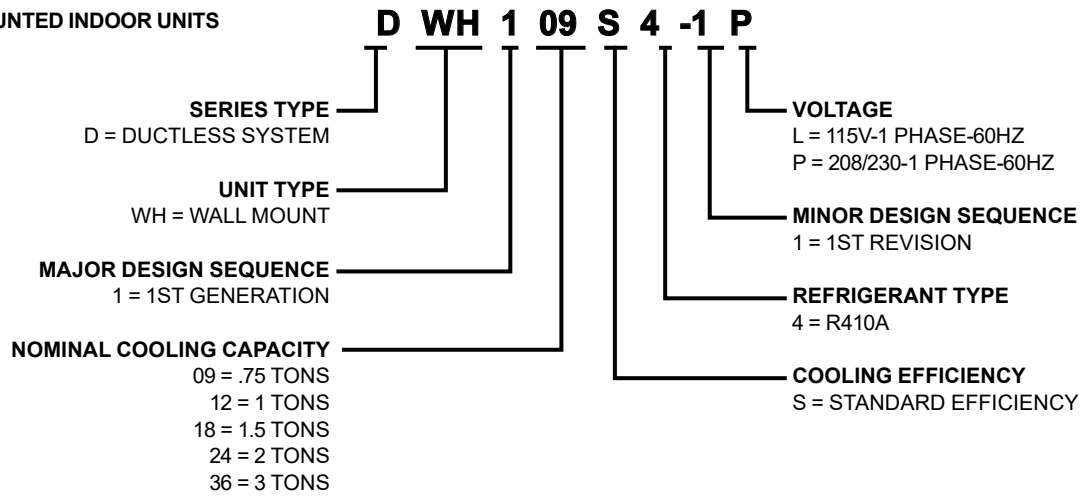 UNTED INDOOR UNITS
D WH 1 09 S 4 -1 P
SERIES TYPE
D = DUCTLESS SYSTEM
UNIT TYPE
WH = WALL MOUNT
MAJOR DESIGN SEQUENCE
1 = 1ST GENERATION
NOMINAL COOLING CAPACITY
09 = .75 TONS
12 = 1 TONS
18 = 1.5 TONS
24 = 2 TONS
36 = 3 TONS
VOLTAGE
L = 115V-1 PHASE-60HZ
P = 208/230-1 PHASE-60HZ
MINOR DESIGN SEQUENCE
1 = 1ST REVISION
REFRIGERANT TYPE
4 = R410A
COOLING EFFICIENCY
S = STANDARD EFFICIENCY